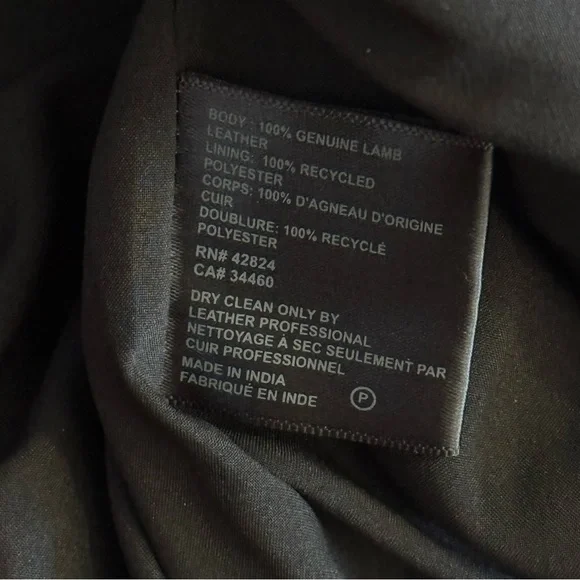 BODY : 100% GENUINE LAMB
LEATHER
LINING: 100% RECYCLED
POLYESTER
CORPS: 100% D'AGNEAU D'ORIGINE
CUIR
DOUBLURE: 100% RECYCLÉ
POLYESTER
RN# 42824
CA# 34460
DRY CLEAN ONLY BY
LEATHER PROFESSIONAL
NETTOYAGE À SEC SEULEMENT PAR
CUIR PROFESSIONNEL
MADE IN INDIA
FABRIQUÉ EN INDE
P